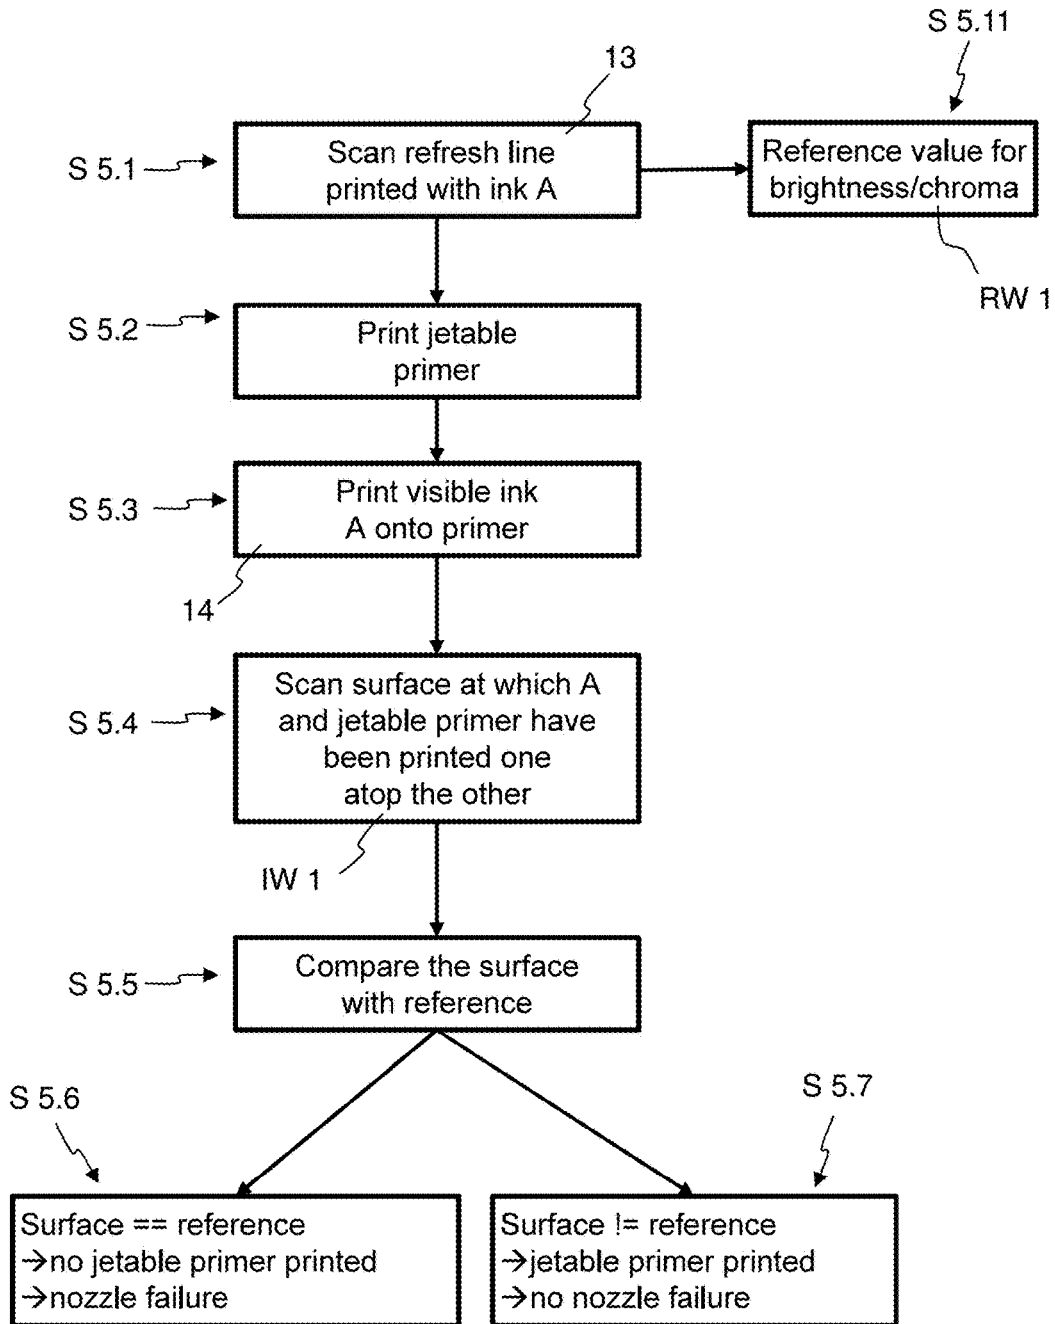 S 5.11
13
S 5.1
Scan refresh line
printed with ink A
Reference value for
brightness/chroma
RW 1
S 5.2
Print jetable
primer
S 5.3
Print visible ink
A onto primer
14
S 5.4
Scan surface at which A
and jetable primer have
been printed one
atop the other
IW 1
S 5.5
Compare the surface
with reference
S 5.6
S 5.7
Surface == reference
→no jetable primer printed
→nozzle failure
Surface != reference
→jetable primer printed
→no nozzle failure